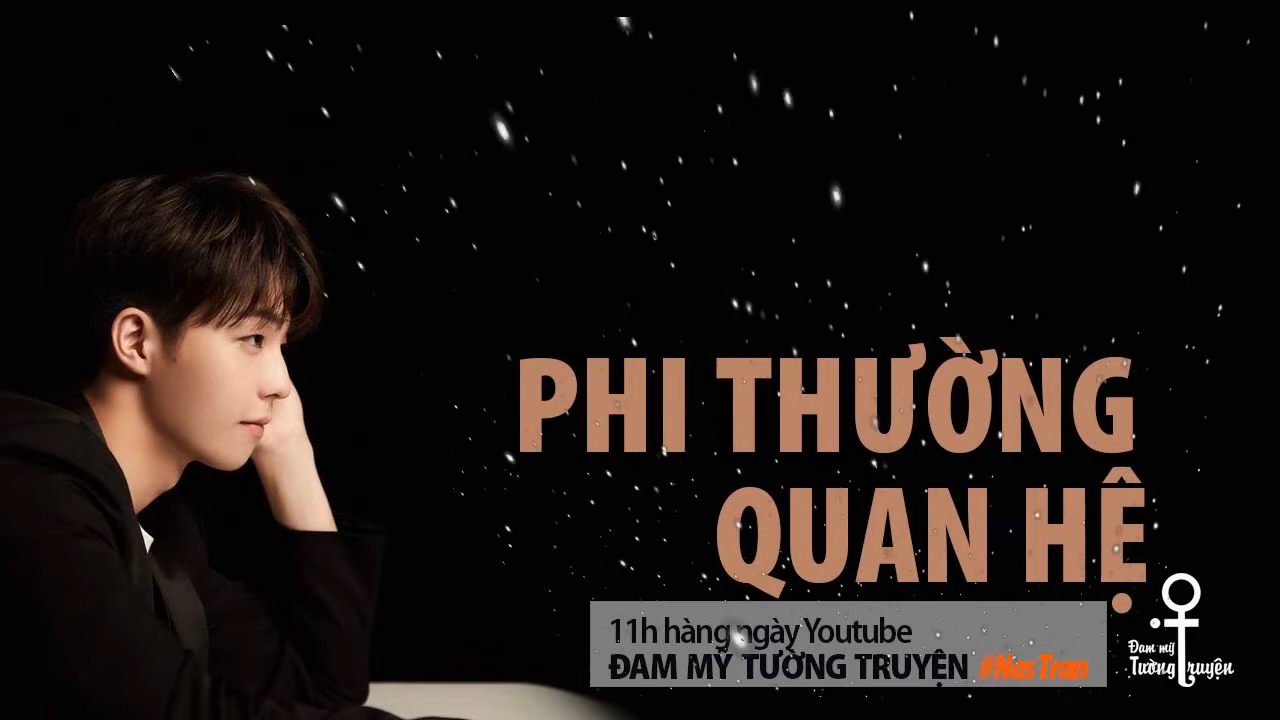 PHI THƯỜNG
QUAN HỆ
11h hàng ngày Youtube
ĐAM MỸ TƯỜNG TRUYỆN #NasTran
Đam mỹ
Tường Truyện